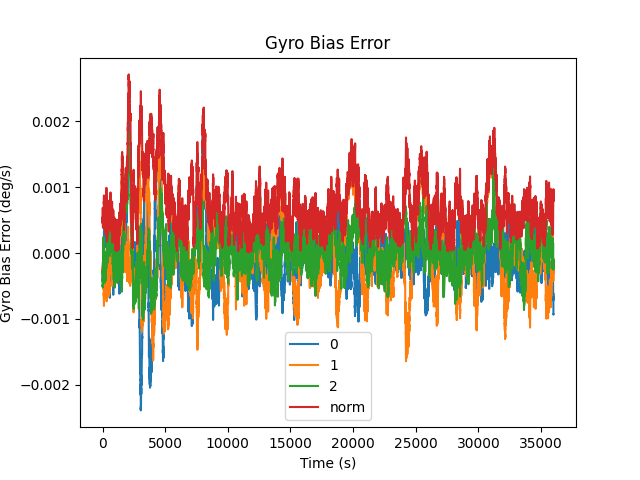 Gyro Bias Error
Gyro Bias Error (deg/s)
0.002
0.001
0.000
−0.001
−0.002
0
1
2
norm
0 5000 10000 15000 20000 25000 30000 35000
Time (s)